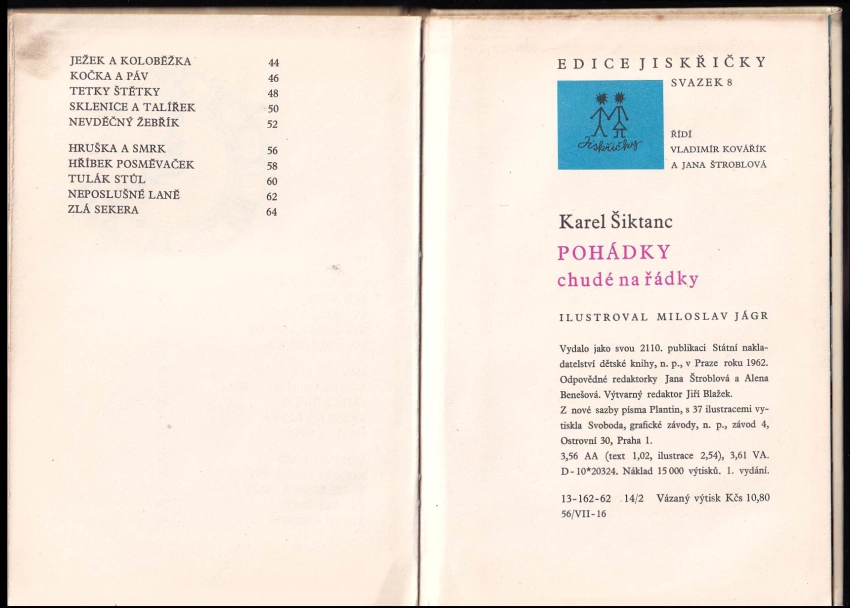 JEŽEK A KOLOBĚŽKA 44
KOČKA A PÁV 46
TETKY ŠTĚTKY 48
SKLENICE A TALÍŘEK 50
NEVDĚČNÝ ŽEBŘÍK 52
HRUŠKA A SMRK 56
HŘÍBEK POSMĚVAČEK 58
TULÁK STŮL 60
NEPOSLUŠNÉ LANĚ 62
ZLÁ SEKERA 64
EDICE JISKŘIČKY
SVAZEK 8
Jiskřičky
ŘÍDÍ
VLADIMÍR KOVÁŘÍK
A JANA ŠTROBLOVÁ
Karel Šiktanc
POHÁDKY
chudé na řádky
ILUSTROVAL MILOSLAV JÁGR
Vydalo jako svou 2110. publikaci Státní nakla-
datelství dětské knihy, n. p., v Praze roku 1962.
Odpovědné redaktorky Jana Štroblová a Alena
Benešová. Výtvarný redaktor Jiří Blažek.
Z nové sazby písma Plantin, s 37 ilustracemi vy-
tiskla Svoboda, grafické závody, n. p., závod 4,
Ostrovní 30, Praha 1.
3,56 AA (text 1,02, ilustrace 2,54), 3,61 VA.
D-10*20324. Náklad 15 000 výtisků. 1. vydání.
13-162-62 14/2 Vázaný výtisk Kčs 10,80
56/VII-16